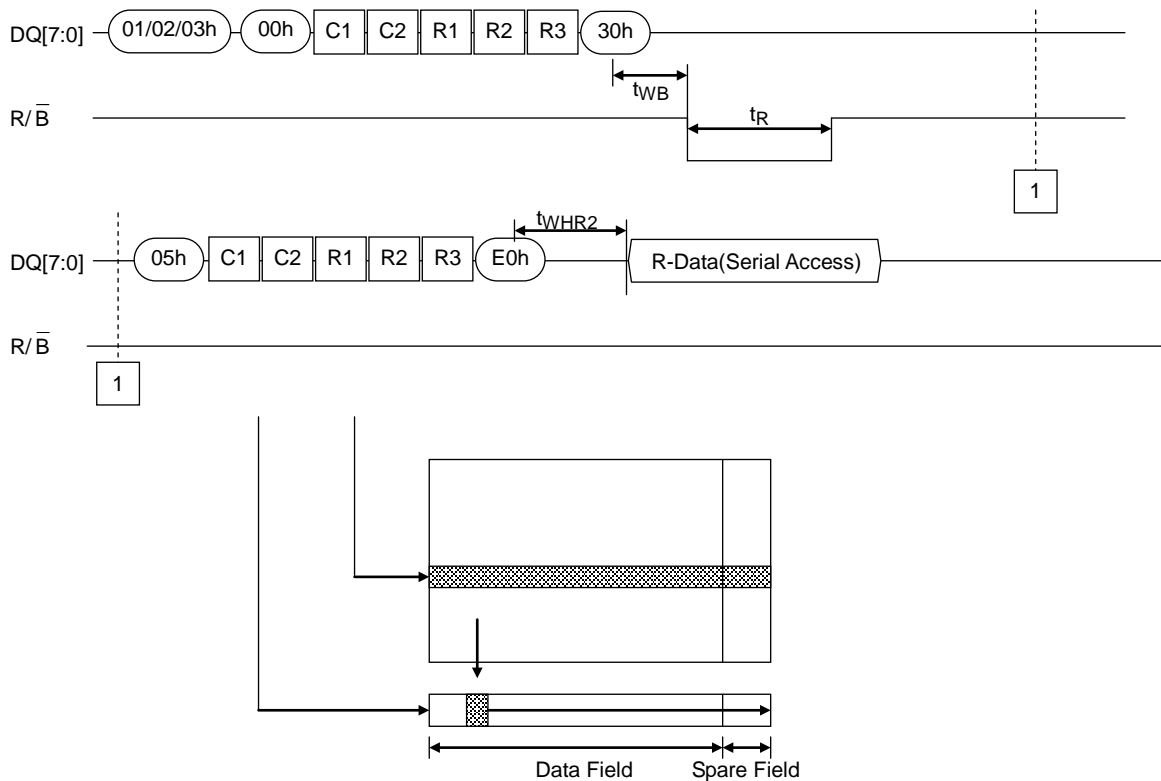 DQ[7:0] 01/02/03h 00h C1 C2 R1 R2 R3 30h
tWB
R/B̅ tR
1
tWHR2
DQ[7:0] 05h C1 C2 R1 R2 R3 E0h R-Data(Serial Access)
R/B̅
1
Data Field Spare Field